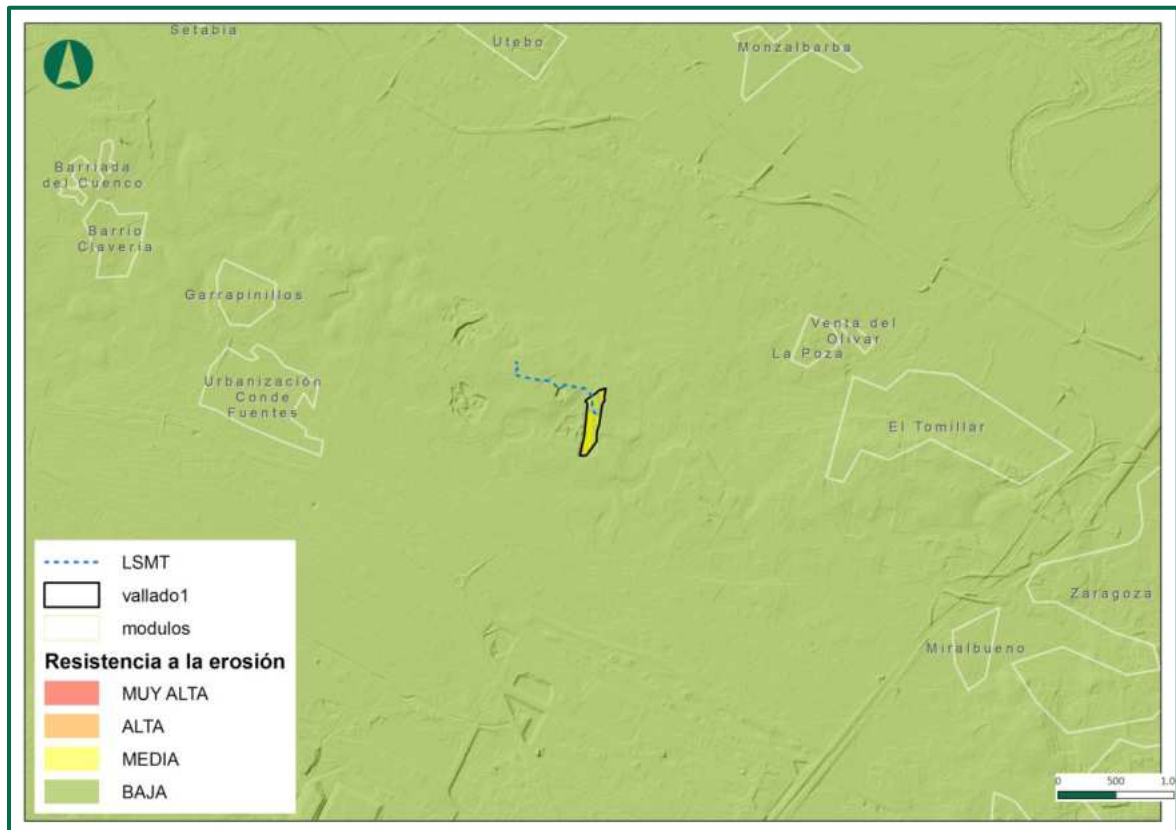 Setabia
Utebo
Monzalbarba
Barriada
del Cuenco
Barrio
Claveria
Garrapinillos
Venta del
Olivar
La Poza
Urbanización
Conde
Fuentes
El Tomillar
Zaragoza
Miralbueno
LSMT
vallado1
modulos
Resistencia a la erosión
MUY ALTA
ALTA
MEDIA
BAJA
0 500 1.0